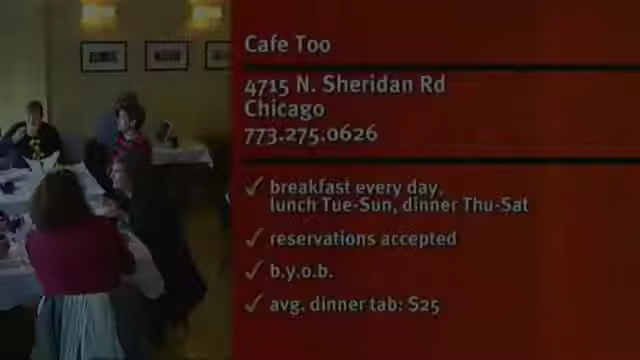 Cafe Too
4715 N. Sheridan Rd
Chicago
773.275.0626
✓ breakfast every day,
lunch Tue-Sun, dinner Thu-Sat
✓ reservations accepted
✓ b.y.o.b.
✓ avg. dinner tab: $25